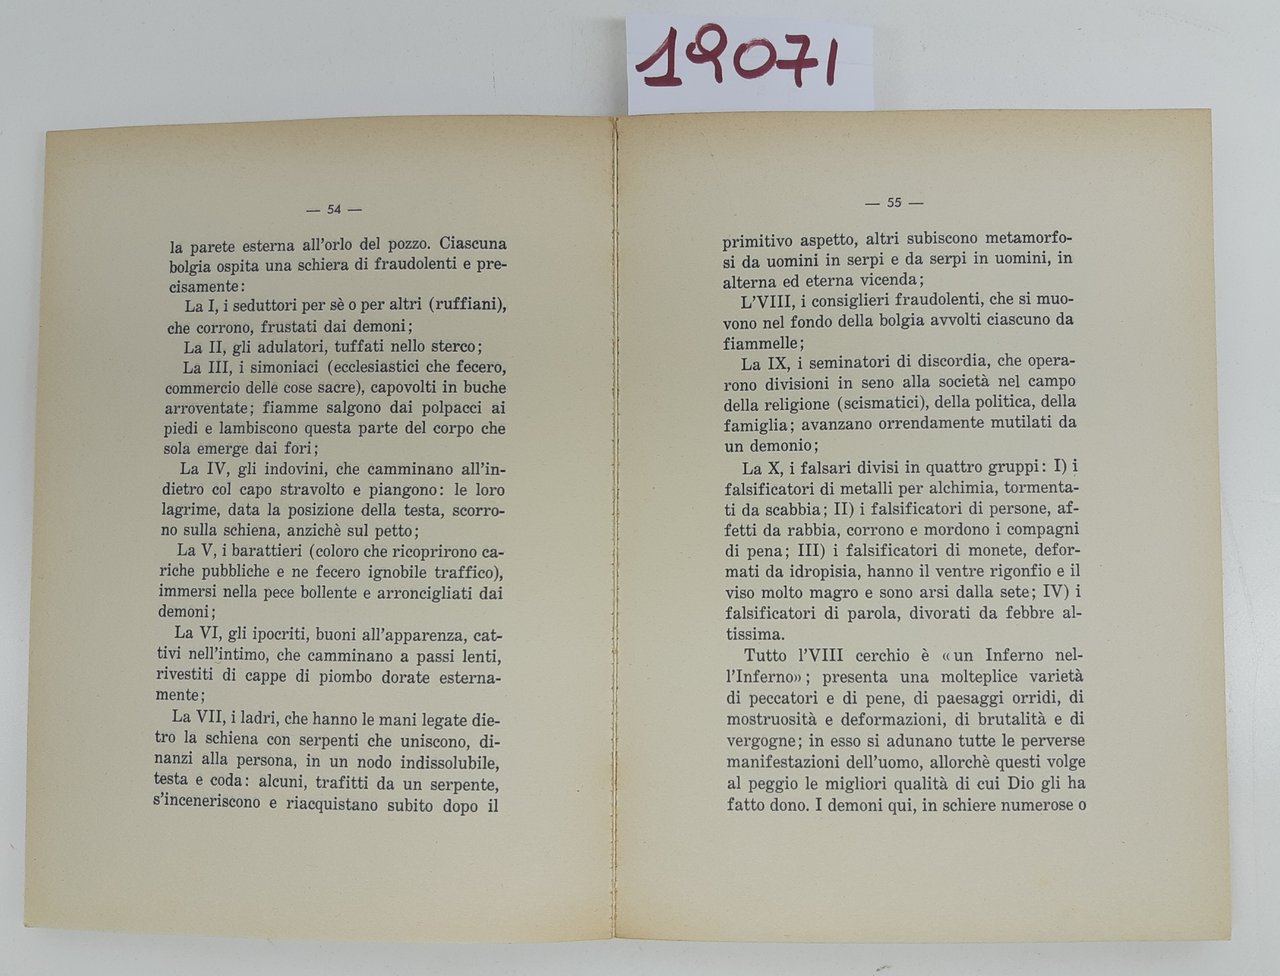 19071
— 54 —
la parete esterna all'orlo del pozzo. Ciascuna
bolgia ospita una schiera di fraudolenti e pre-
cisamente:
La I, i seduttori per sè o per altri (ruffiani),
che corrono, frustati dai demoni;
La II, gli adulatori, tuffati nello sterco;
La III, i simoniaci (ecclesiastici che fecero,
commercio delle cose sacre), capovolti in buche
arroventate; fiamme salgono dai polpacci ai
piedi e lambiscono questa parte del corpo che
sola emerge dai fori;
La IV, gli indovini, che camminano all'in-
dietro col capo stravolto e piangono: le loro
lagrime, data la posizione della testa, scorro-
no sulla schiena, anzichè sul petto;
La V, i barattieri (coloro che ricoprirono ca-
riche pubbliche e ne fecero ignobile traffico),
immersi nella pece bollente e arroncigliati dai
demoni;
La VI, gli ipocriti, buoni all'apparenza, cat-
tivi nell'intimo, che camminano a passi lenti,
rivestiti di cappe di piombo dorate esterna-
mente;
La VII, i ladri, che hanno le mani legate die-
tro la schiena con serpenti che uniscono, di-
nanzi alla persona, in un nodo indissolubile,
testa e coda: alcuni, trafitti da un serpente,
s'inceneriscono e riacquistano subito dopo il
— 55 —
primitivo aspetto, altri subiscono metamorfo-
si da uomini in serpi e da serpi in uomini, in
alterna ed eterna vicenda;
L'VIII, i consiglieri fraudolenti, che si muo-
vono nel fondo della bolgia avvolti ciascuno da
fiammelle;
La IX, i seminatori di discordia, che opera-
rono divisioni in seno alla società nel campo
della religione (scismatici), della politica, della
famiglia; avanzano orrendamente mutilati da
un demonio;
La X, i falsari divisi in quattro gruppi: I) i
falsificatori di metalli per alchimia, tormenta-
ti da scabbia; II) i falsificatori di persone, af-
fetti da rabbia, corrono e mordono i compagni
di pena; III) i falsificatori di monete, defor-
mati da idropisia, hanno il ventre rigonfio e il
viso molto magro e sono arsi dalla sete; IV) i
falsificatori di parola, divorati da febbre al-
tissima.
Tutto l'VIII cerchio è «un Inferno nel-
l'Inferno»; presenta una molteplice varietà
di peccatori e di pene, di paesaggi orridi, di
mostruosità e deformazioni, di brutalità e di
vergogne; in esso si adunano tutte le perverse
manifestazioni dell'uomo, allorchè questi volge
al peggio le migliori qualità di cui Dio gli ha
fatto dono. I demoni qui, in schiere numerose o